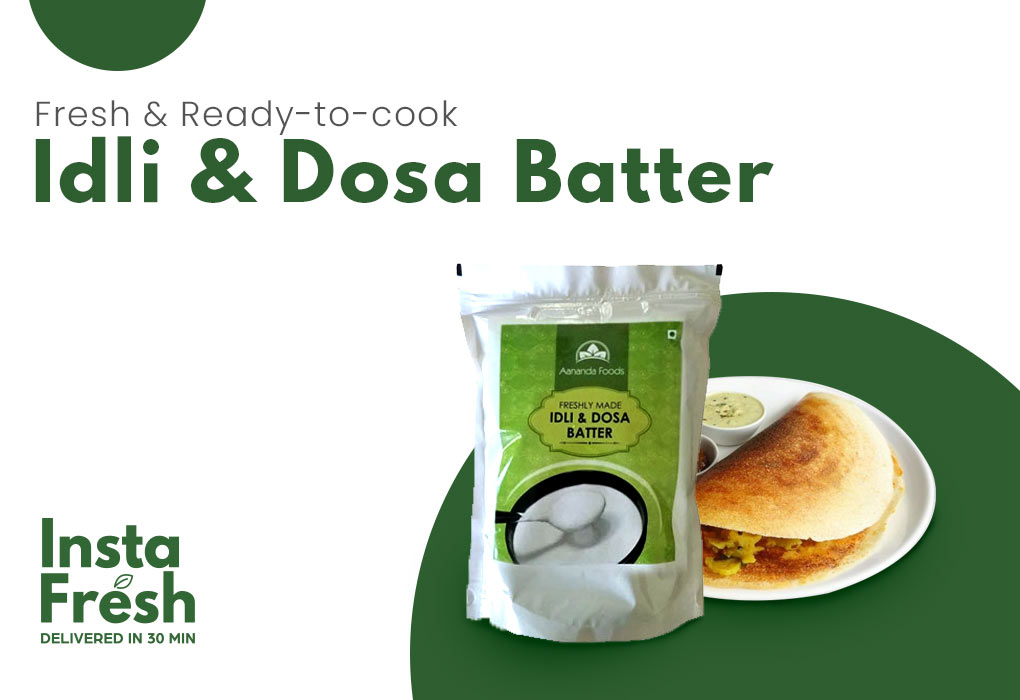 Fresh & Ready-to-cook
Idli & Dosa Batter
Aananda Foods
FRESHLY MADE
IDLI & DOSA
BATTER
Insta
Fresh
DELIVERED IN 30 MIN